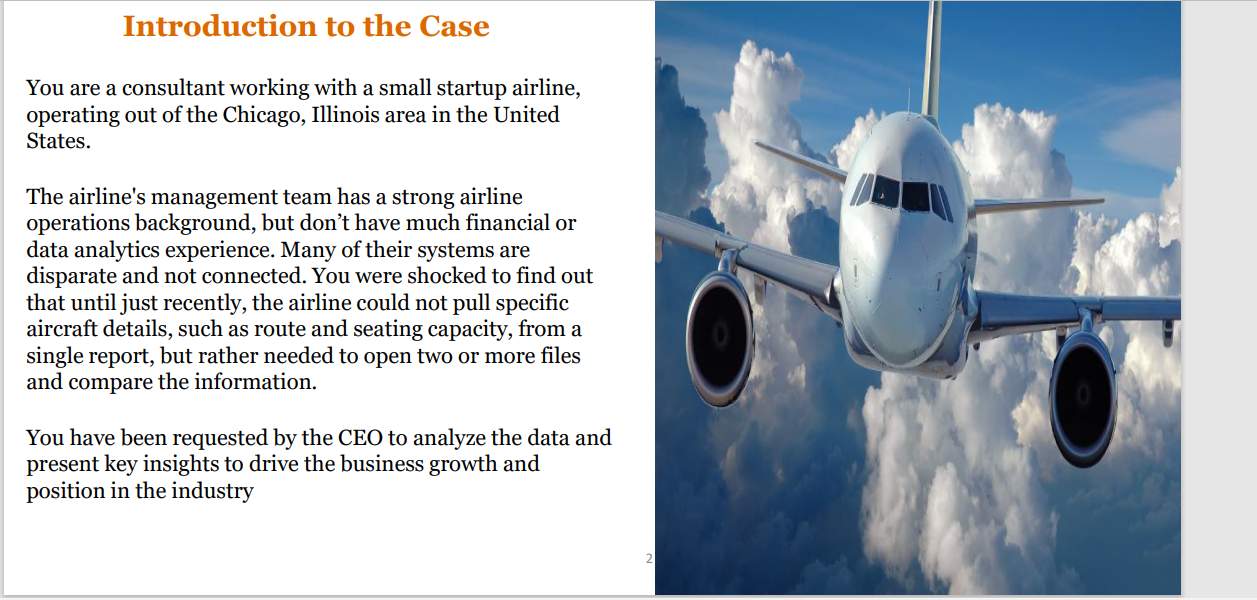 Introduction to the Case
You are a consultant working with a small startup airline,
operating out of the Chicago, Illinois area in the United
States.
The airline's management team has a strong airline
operations background, but don’t have much financial or
data analytics experience. Many of their systems are
disparate and not connected. You were shocked to find out
that until just recently, the airline could not pull specific
aircraft details, such as route and seating capacity, from a
single report, but rather needed to open two or more files
and compare the information.
You have been requested by the CEO to analyze the data and
present key insights to drive the business growth and
position in the industry
2